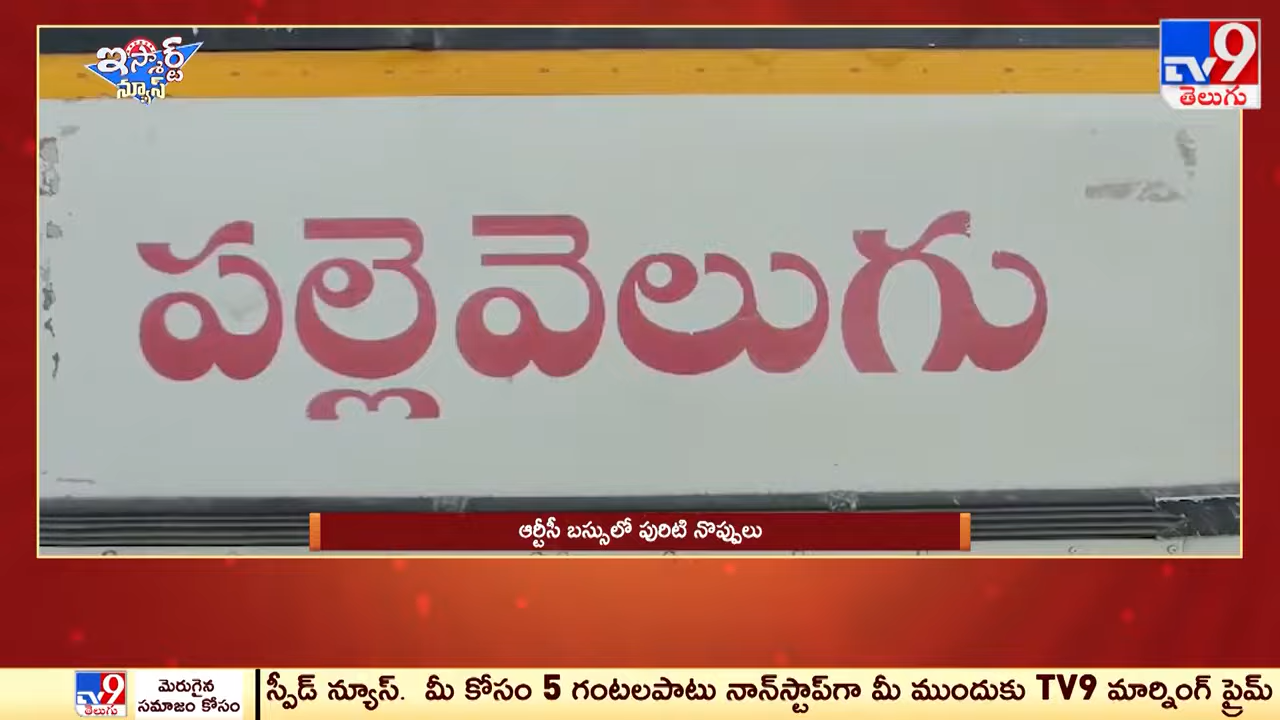 ఇస్మార్ట్
న్యూస్
TV9
తెలుగు
పల్లెవెలుగు
ఆర్టీసీ బస్సులో పురిటి నొప్పులు
TV9
తెలుగు
మెరుగైన
సమాజం కోసం
స్పీడ్ న్యూస్. మీ కోసం 5 గంటలపాటు నాన్‌స్టాప్‌గా మీ ముందుకు TV9 మార్నింగ్ ప్రైమ్